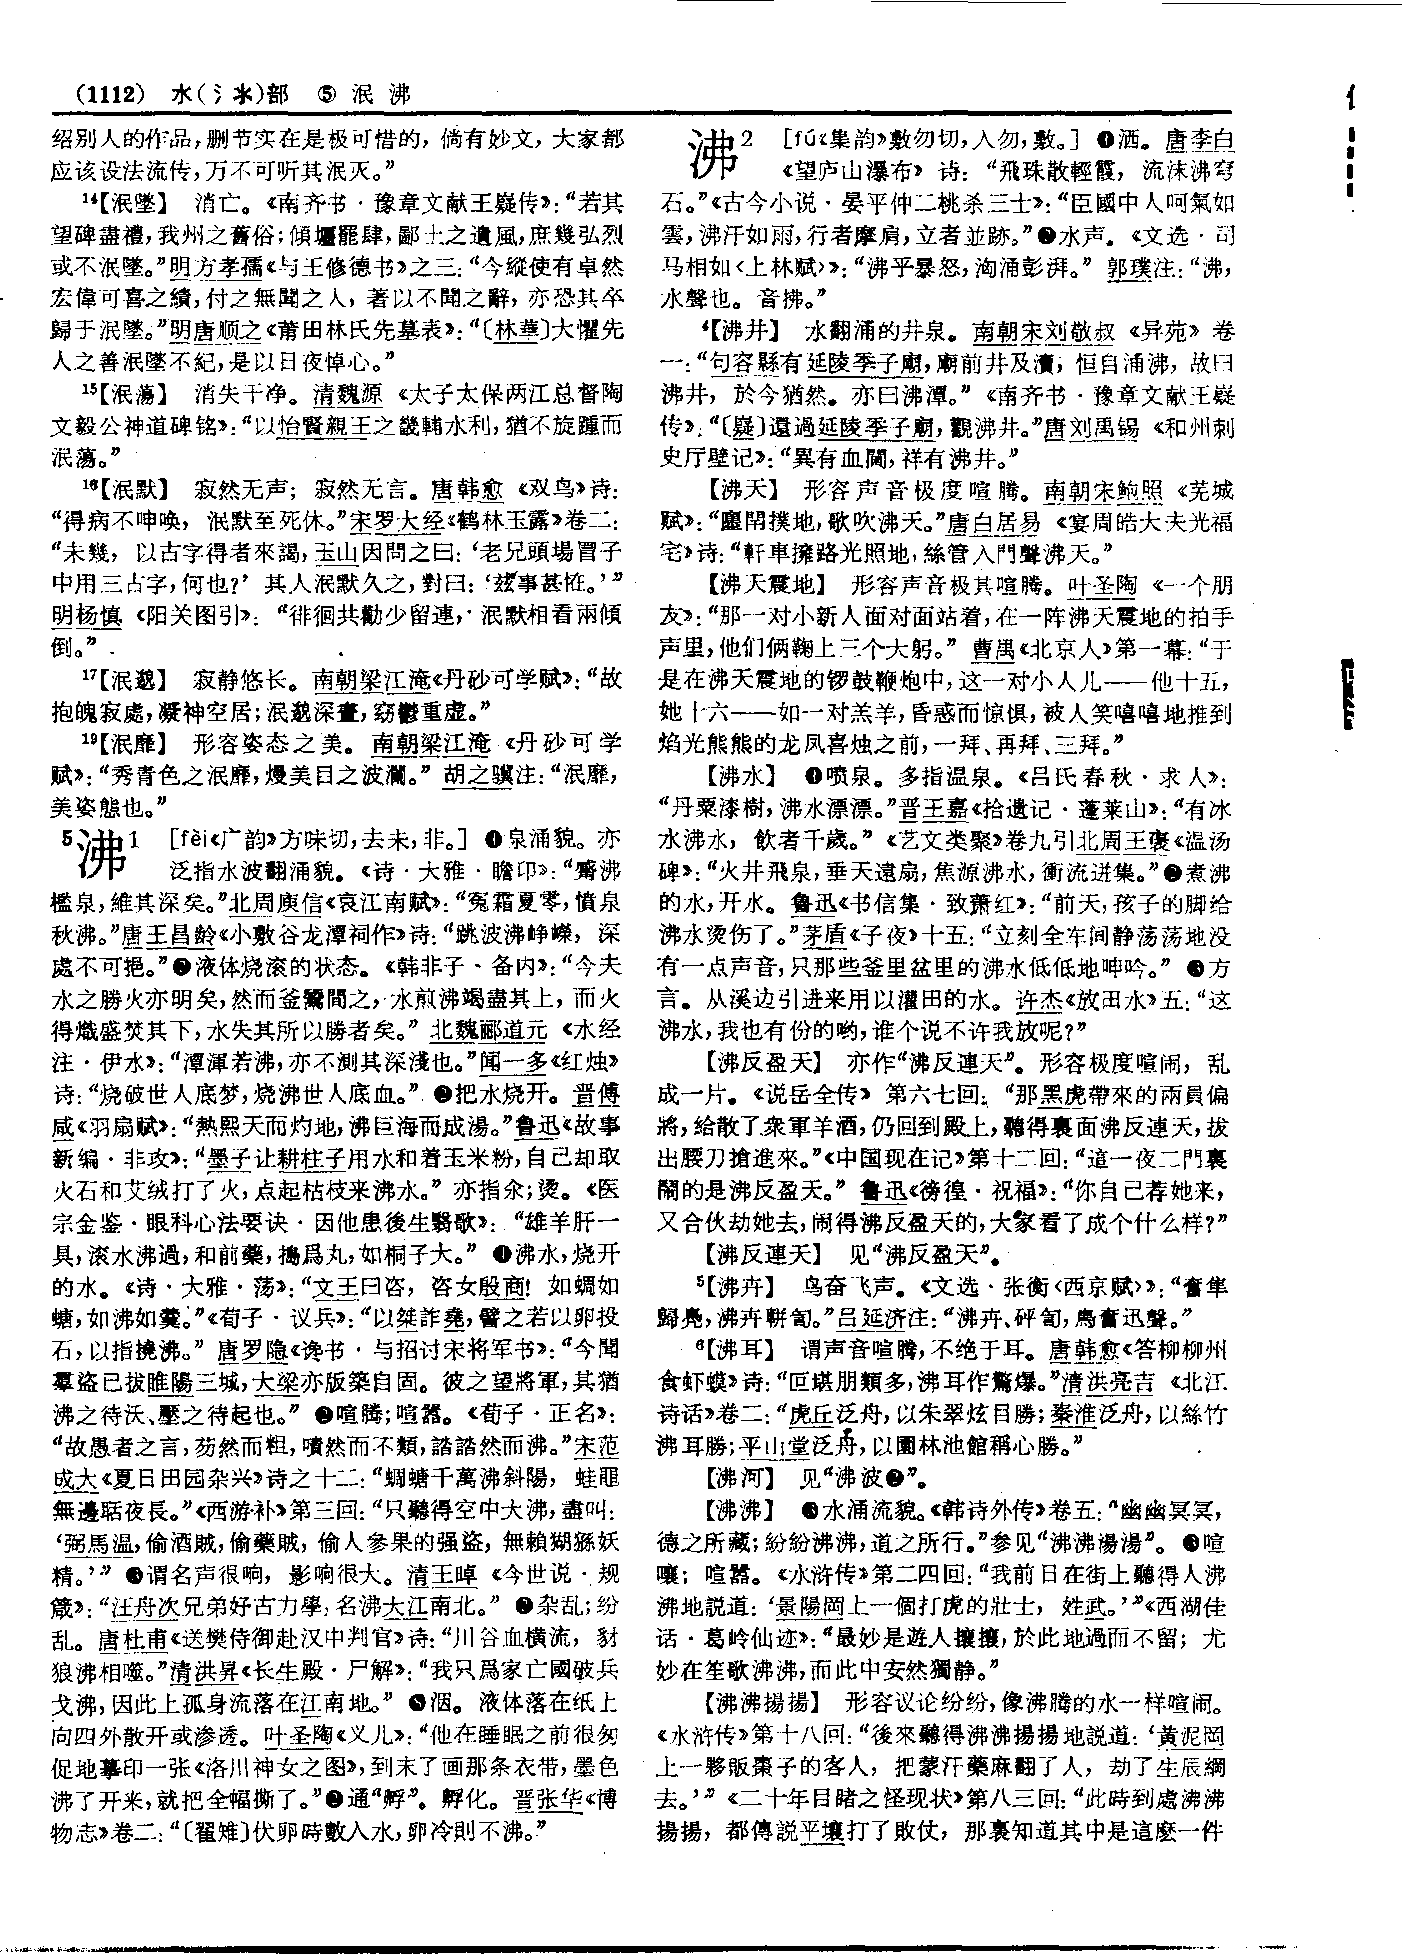 (1112) 水(氵氺)部 ⑤ 泯 沸
绍别人的作品,删节实在是极可惜的,倘有妙文,大家都
应该设法流传,万不可听其泯灭。”
¹⁴【泯墜】 消亡。《南齐书·豫章文献王嶷传》:“若其
望碑盡禮,我州之舊俗;傾㕓罷肆,鄙土之遺風,庶幾弘烈
或不泯墜。”明方孝孺《与王修德书》之三:“今縱使有卓然
宏偉可喜之績,付之無聞之人,著以不聞之辭,亦恐其卒
歸于泯墜。”明唐顺之《莆田林氏先墓表》:“〔林華〕大懼先
人之善泯墜不紀,是以日夜悼心。”
¹⁵【泯蕩】 消失干净。清魏源《太子太保两江总督陶
文毅公神道碑铭》:“以怡賢親王之畿輔水利,猶不旋踵而
泯蕩。”
¹⁶【泯默】 寂然无声;寂然无言。唐韩愈《双鸟》诗:
“得病不呻唤,泯默至死休。”宋罗大经《鹤林玉露》卷二:
“未幾,以古字得者來謁,玉山因問之曰:‘老兄頭場冒子
中用三古字,何也?’其人泯默久之,對曰:‘兹事甚恠。’”
明杨慎《阳关图引》:“徘徊共勸少留連,泯默相看兩傾
倒。”
¹⁷【泯邈】 寂静悠长。南朝梁江淹《丹砂可学赋》:“故
抱魄寂處,凝神空居;泯邈深晝,窈鬱重虚。”
¹⁹【泯靡】 形容姿态之美。南朝梁江淹《丹砂可学
赋》:“秀青色之泯靡,熳美目之波瀾。”胡之驥注:“泯靡,
美姿態也。”
⁵沸¹ [fèi《广韵》方味切,去未,非。] ❶泉涌貌。亦
泛指水波翻涌貌。《诗·大雅·瞻卬》:“觱沸
檻泉,維其深矣。”北周庾信《哀江南赋》:“冤霜夏零,憤泉
秋沸。”唐王昌龄《小敷谷龙潭祠作》诗:“跳波沸峥嵘,深
處不可挹。”❷液体烧滚的状态。《韩非子·备内》:“今夫
水之勝火亦明矣,然而釜鬵間之,水煎沸竭盡其上,而火
得熾盛焚其下,水失其所以勝者矣。”北魏郦道元《水经
注·伊水》:“潭渾若沸,亦不測其深淺也。”闻一多《红烛》
诗:“烧破世人底梦,烧沸世人底血。”❸把水烧开。晋傅
咸《羽扇赋》:“熱熙天而灼地,沸巨海而成湯。”鲁迅《故事
新编·非攻》:“墨子让耕柱子用水和着玉米粉,自己却取
火石和艾绒打了火,点起枯枝来沸水。”亦指汆;烫。《医
宗金鉴·眼科心法要诀·因他患後生翳歌》:“雄羊肝一
具,滚水沸過,和前藥,搗爲丸,如桐子大。”❹沸水,烧开
的水。《诗·大雅·荡》:“文王曰咨,咨女殷商!如蜩如
螗,如沸如羹。”《荀子·议兵》:“以桀詐堯,譬之若以卵投
石,以指撓沸。”唐罗隐《谗书·与招讨宋将军书》:“今聞
羣盜已拔睢陽三城,大梁亦版築自固。彼之望將軍,其猶
沸之待沃、壓之待起也。”❺喧腾;喧嚣。《荀子·正名》:
“故愚者之言,芴然而粗,嘖然而不類,誻誻然而沸。”宋范
成大《夏日田园杂兴》诗之十二:“蜩螗千萬沸斜陽,蛙黽
無邊聒夜長。”《西游补》第三回:“只聽得空中大沸,盡叫:
‘弼馬温,偷酒賊,偷藥賊,偷人參果的强盜,無賴猢猻妖
精。’”❻谓名声很响,影响很大。清王晫《今世说·规
箴》:“汪舟次兄弟好古力學,名沸大江南北。”❼杂乱;纷
乱。唐杜甫《送樊侍御赴汉中判官》诗:“川谷血横流,豺
狼沸相噬。”清洪昇《长生殿·尸解》:“我只爲家亡國破兵
戈沸,因此上孤身流落在江南地。”❽洇。液体落在纸上
向四外散开或渗透。叶圣陶《义儿》:“他在睡眠之前很匆
促地摹印一张《洛川神女之图》,到末了画那条衣带,墨色
沸了开来,就把全幅撕了。”❾通“孵”。孵化。晋张华《博
物志》卷二:“〔鸐雉〕伏卵時數入水,卵冷則不沸。”
沸² [fú《集韵》敷勿切,入勿,敷。] ❶洒。唐李白
《望庐山瀑布》诗:“飛珠散輕霞,流沫沸穹
石。”《古今小说·晏平仲二桃杀三士》:“臣國中人呵氣如
雲,沸汗如雨,行者摩肩,立者並跡。”❷水声。《文选·司
马相如〈上林赋〉》:“沸乎暴怒,洶涌彭湃。”郭璞注:“沸,
水聲也。音拂。”
⁴【沸井】 水翻涌的井泉。南朝宋刘敬叔《异苑》卷
一:“句容縣有延陵季子廟,廟前井及瀆,恒自涌沸,故曰
沸井,於今猶然。亦曰沸潭。”《南齐书·豫章文献王嶷
传》:“〔嶷〕還過延陵季子廟,觀沸井。”唐刘禹锡《和州刺
史厅壁记》:“異有血閫,祥有沸井。”
【沸天】 形容声音极度喧腾。南朝宋鲍照《芜城
赋》:“廛閈撲地,歌吹沸天。”唐白居易《宴周皓大夫光福
宅》诗:“軒車擁路光照地,絲管入門聲沸天。”
【沸天震地】 形容声音极其喧腾。叶圣陶《一个朋
友》:“那一对小新人面对面站着,在一阵沸天震地的拍手
声里,他们俩鞠上三个大躬。”曹禺《北京人》第一幕:“于
是在沸天震地的锣鼓鞭炮中,这一对小人儿——他十五,
她十六——如一对羔羊,昏惑而惊惧,被人笑嘻嘻地推到
焰光熊熊的龙凤喜烛之前,一拜、再拜、三拜。”
【沸水】 ❶喷泉。多指温泉。《吕氏春秋·求人》:
“丹粟漆樹,沸水漂漂。”晋王嘉《拾遗记·蓬莱山》:“有冰
水沸水,飲者千歲。”《艺文类聚》卷九引北周王褒《温汤
碑》:“火井飛泉,垂天遠扇,焦源沸水,衝流迸集。”❷煮沸
的水,开水。鲁迅《书信集·致萧红》:“前天,孩子的脚给
沸水烫伤了。”茅盾《子夜》十五:“立刻全车间静荡荡地没
有一点声音,只那些釜里盆里的沸水低低地呻吟。”❸方
言。从溪边引进来用以灌田的水。许杰《放田水》五:“这
沸水,我也有份的哟,谁个说不许我放呢?”
【沸反盈天】 亦作“沸反連天”。形容极度喧闹,乱
成一片。《说岳全传》第六七回:“那黑虎帶來的兩員偏
將,給散了衆軍羊酒,仍回到殿上,聽得裏面沸反連天,拔
出腰刀搶進來。”《中国现在记》第十二回:“這一夜二門裏
鬧的是沸反盈天。”鲁迅《徬徨·祝福》:“你自己荐她来,
又合伙劫她去,闹得沸反盈天的,大家看了成个什么样?”
【沸反連天】 见“沸反盈天”。
⁵【沸卉】 鸟奋飞声。《文选·张衡〈西京赋〉》:“奮隼
歸鳧,沸卉軿訇。”吕延济注:“沸卉、砰訇,鳥奮迅聲。”
⁶【沸耳】 谓声音喧腾,不绝于耳。唐韩愈《答柳柳州
食虾蟆》诗:“叵堪朋類多,沸耳作驚爆。”清洪亮吉《北江
诗话》卷二:“虎丘泛舟,以朱翠炫目勝;秦淮泛舟,以絲竹
沸耳勝;平山堂泛舟,以園林池館稱心勝。”
【沸河】 见“沸波❷”。
【沸沸】 ❶水涌流貌。《韩诗外传》卷五:“幽幽冥冥,
德之所藏;紛紛沸沸,道之所行。”参见“沸沸湯湯”。❷喧
嚷;喧嚣。《水浒传》第二四回:“我前日在街上聽得人沸
沸地説道:‘景陽岡上一個打虎的壯士,姓武。’”《西湖佳
话·葛岭仙迹》:“最妙是遊人攘攘,於此地過而不留;尤
妙在笙歌沸沸,而此中安然獨静。”
【沸沸揚揚】 形容议论纷纷,像沸腾的水一样喧闹。
《水浒传》第十八回:“後來聽得沸沸揚揚地説道:‘黄泥岡
上一夥販棗子的客人,把蒙汗藥麻翻了人,劫了生辰綱
去。’”《二十年目睹之怪现状》第八三回:“此時到處沸沸
揚揚,都傳説平壤打了敗仗,那裏知道其中是這麼一件